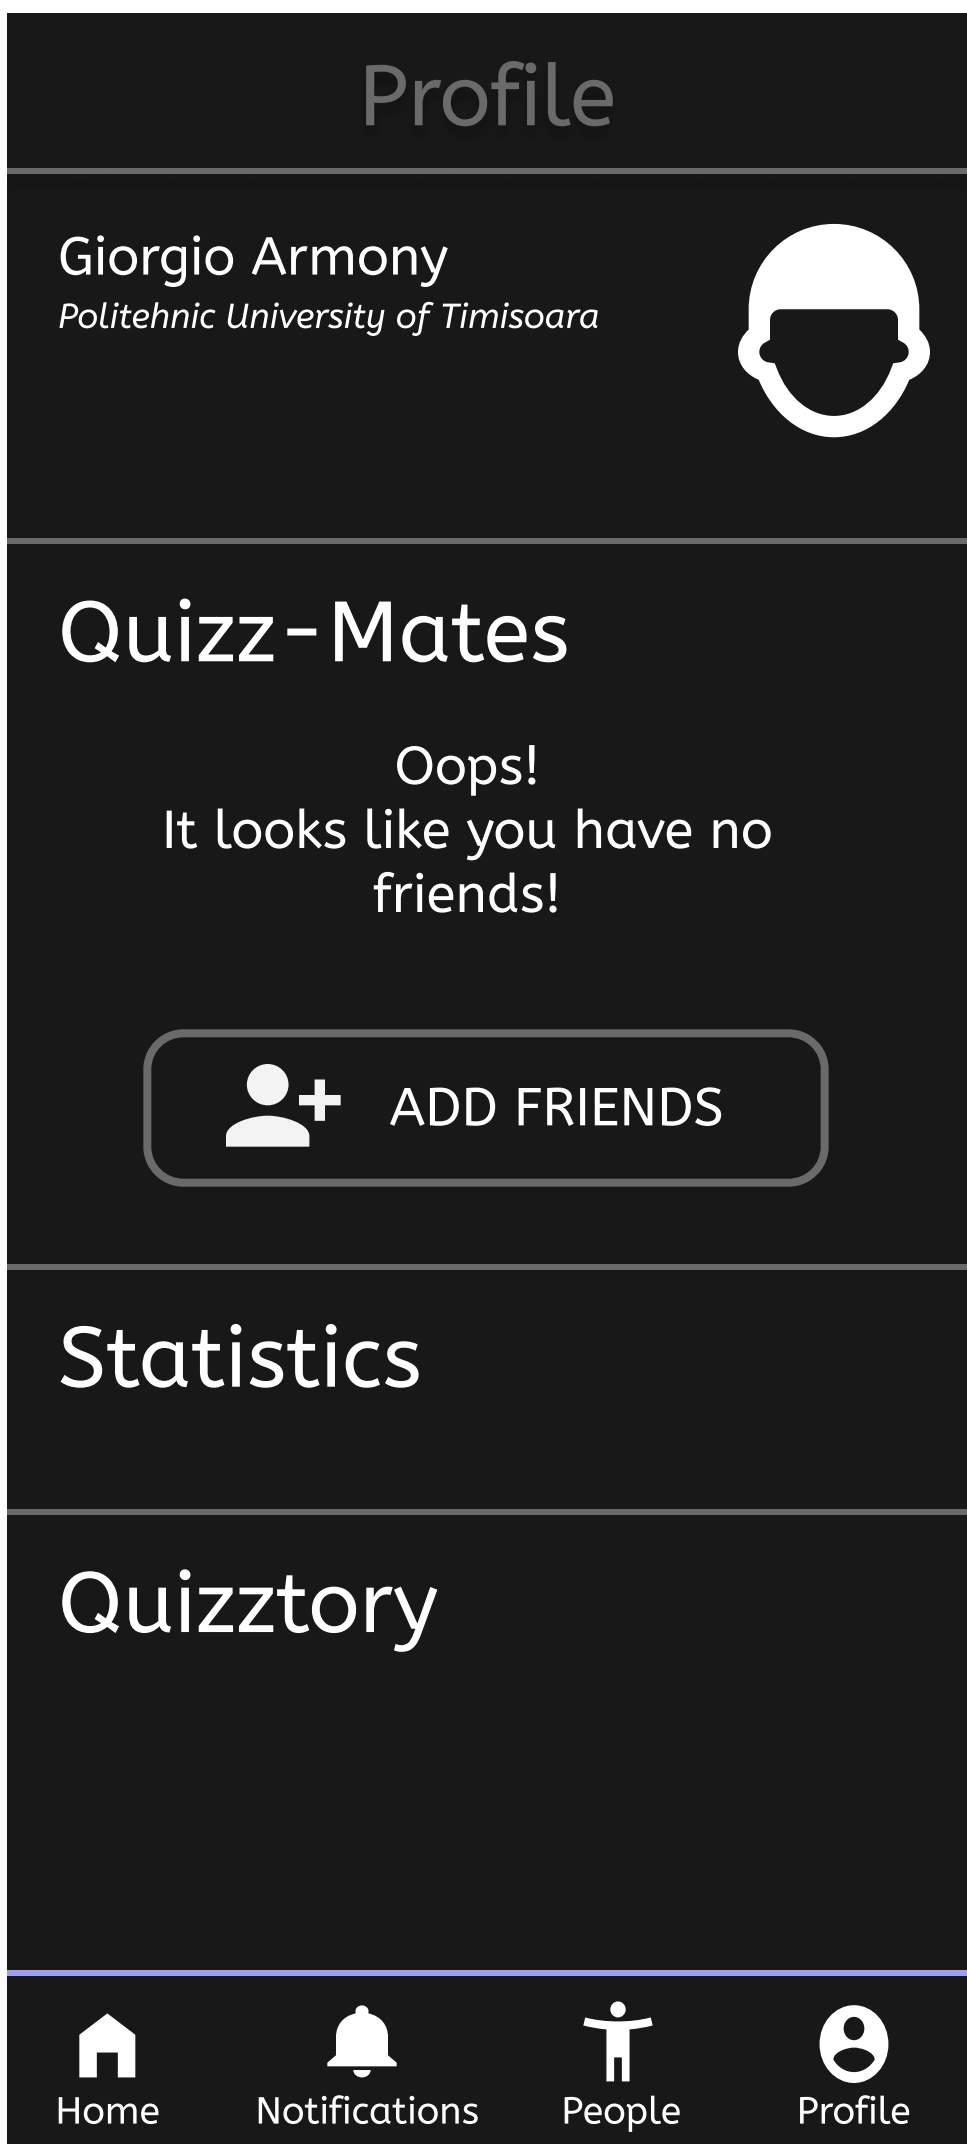 Profile
Giorgio Armony
Politehnic University of Timisoara
Quizz-Mates
Oops!
It looks like you have no
friends!
ADD FRIENDS
Statistics
Quizztory
Home
Notifications
People
Profile